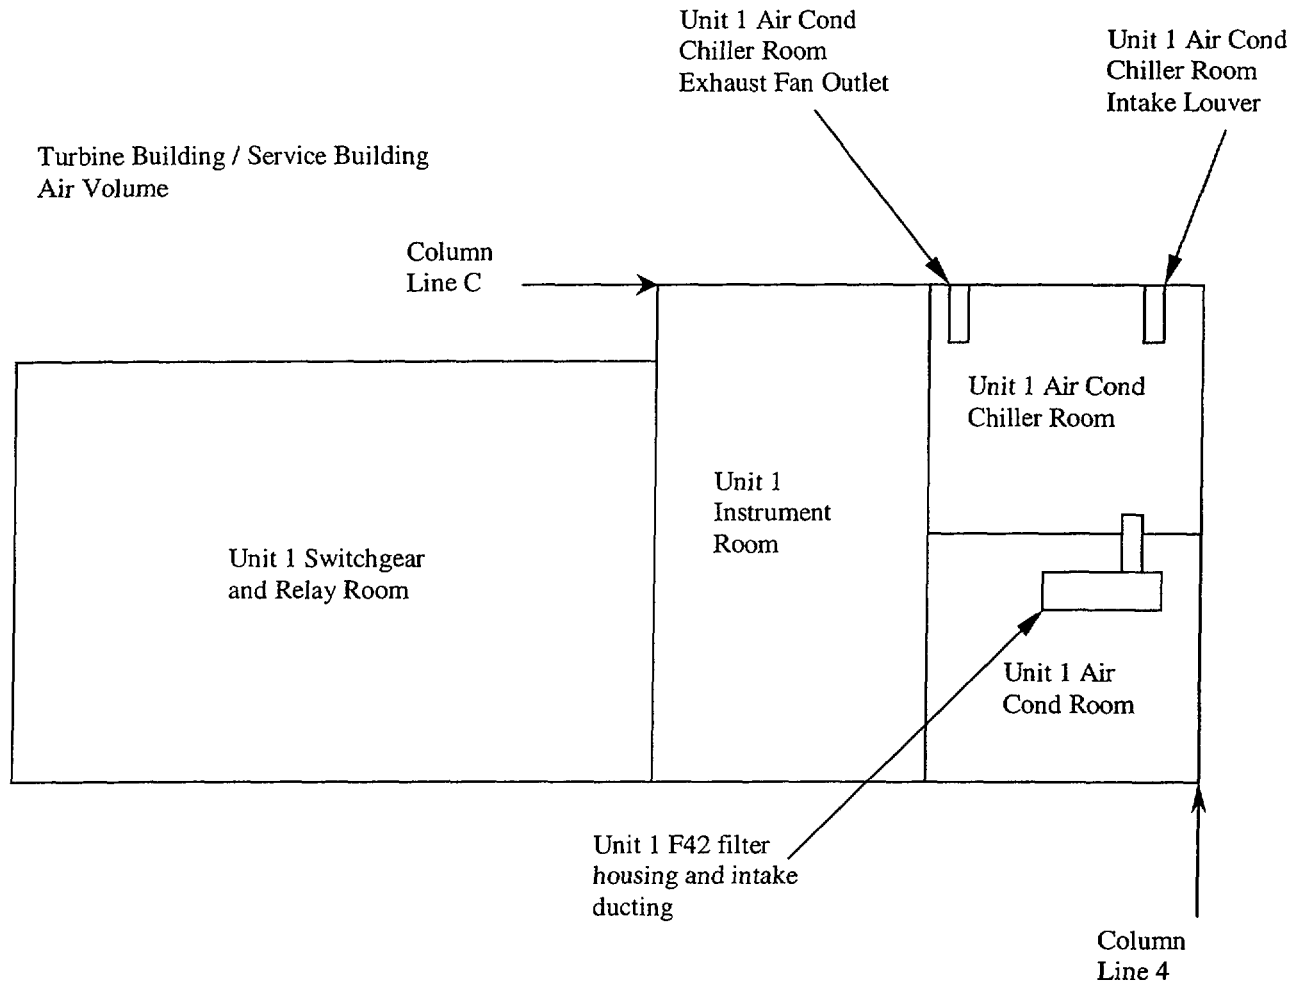 Unit 1 Air Cond
Chiller Room
Exhaust Fan Outlet
Unit 1 Air Cond
Chiller Room
Intake Louver
Turbine Building / Service Building
Air Volume
Column
Line C
Unit 1 Air Cond
Chiller Room
Unit 1
Instrument
Room
Unit 1 Switchgear
and Relay Room
Unit 1 Air
Cond Room
Unit 1 F42 filter
housing and intake
ducting
Column
Line 4